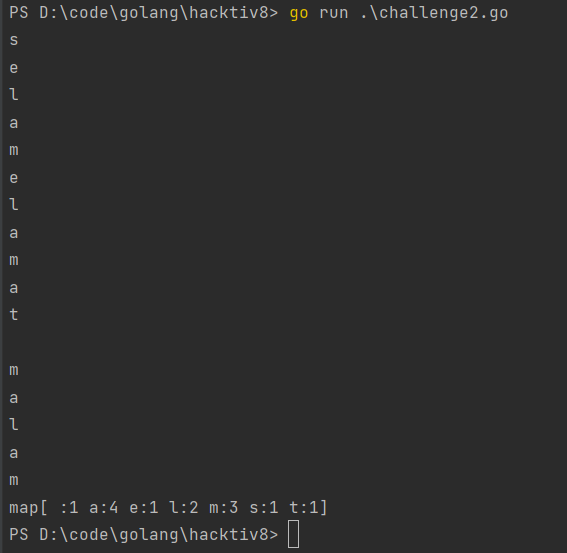 PS D:\code\golang\hacktiv8> go run .\challenge2.go
s
e
l
a
m
e
l
a
m
a
t

m
a
l
a
m
map[ :1 a:4 e:1 l:2 m:3 s:1 t:1]
PS D:\code\golang\hacktiv8>